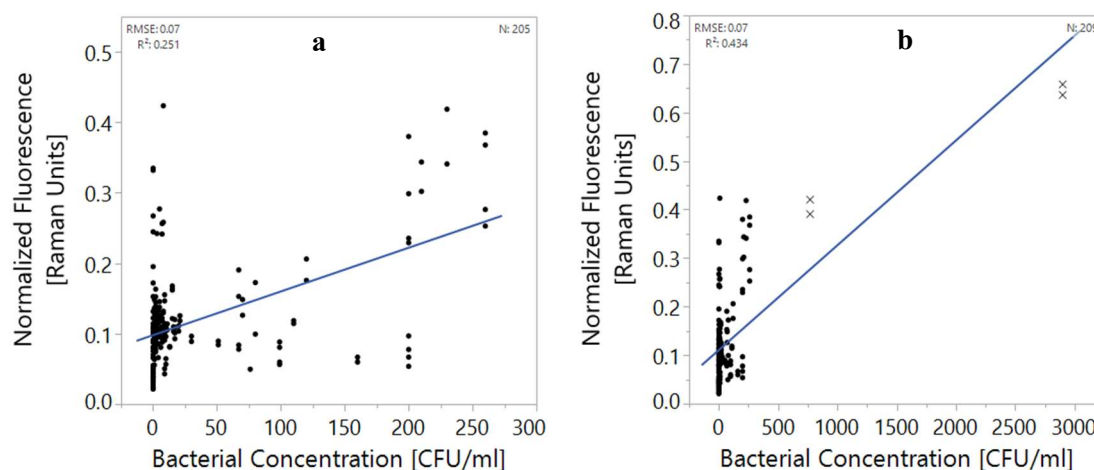 RMSE: 0.07
R²: 0.251
a
N: 205
0.5
0.4
0.3
0.2
0.1
0.0
Normalized Fluorescence
[Raman Units]
0 50 100 150 200 250 300
Bacterial Concentration [CFU/ml]
RMSE: 0.07
R²: 0.434
b
N: 209
0.8
0.7
0.6
0.5
0.4
0.3
0.2
0.1
0.0
Normalized Fluorescence
[Raman Units]
0 500 1000 1500 2000 2500 3000
Bacterial Concentration [CFU/ml]